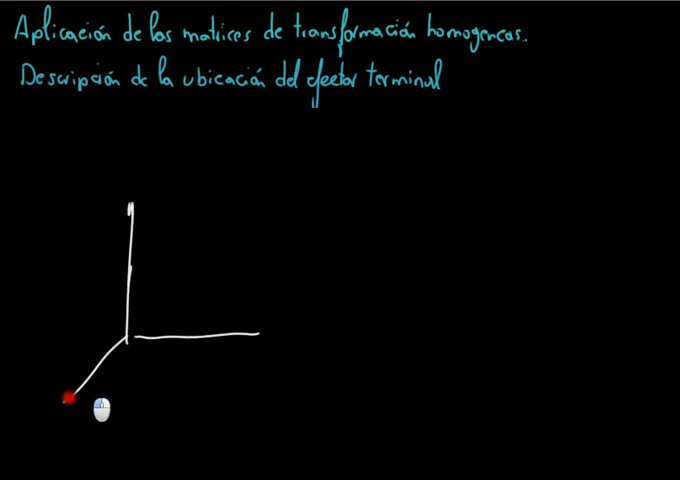 Aplicación de las matrices de transformación homogeneas.
Descripción de la ubicación del efector terminal